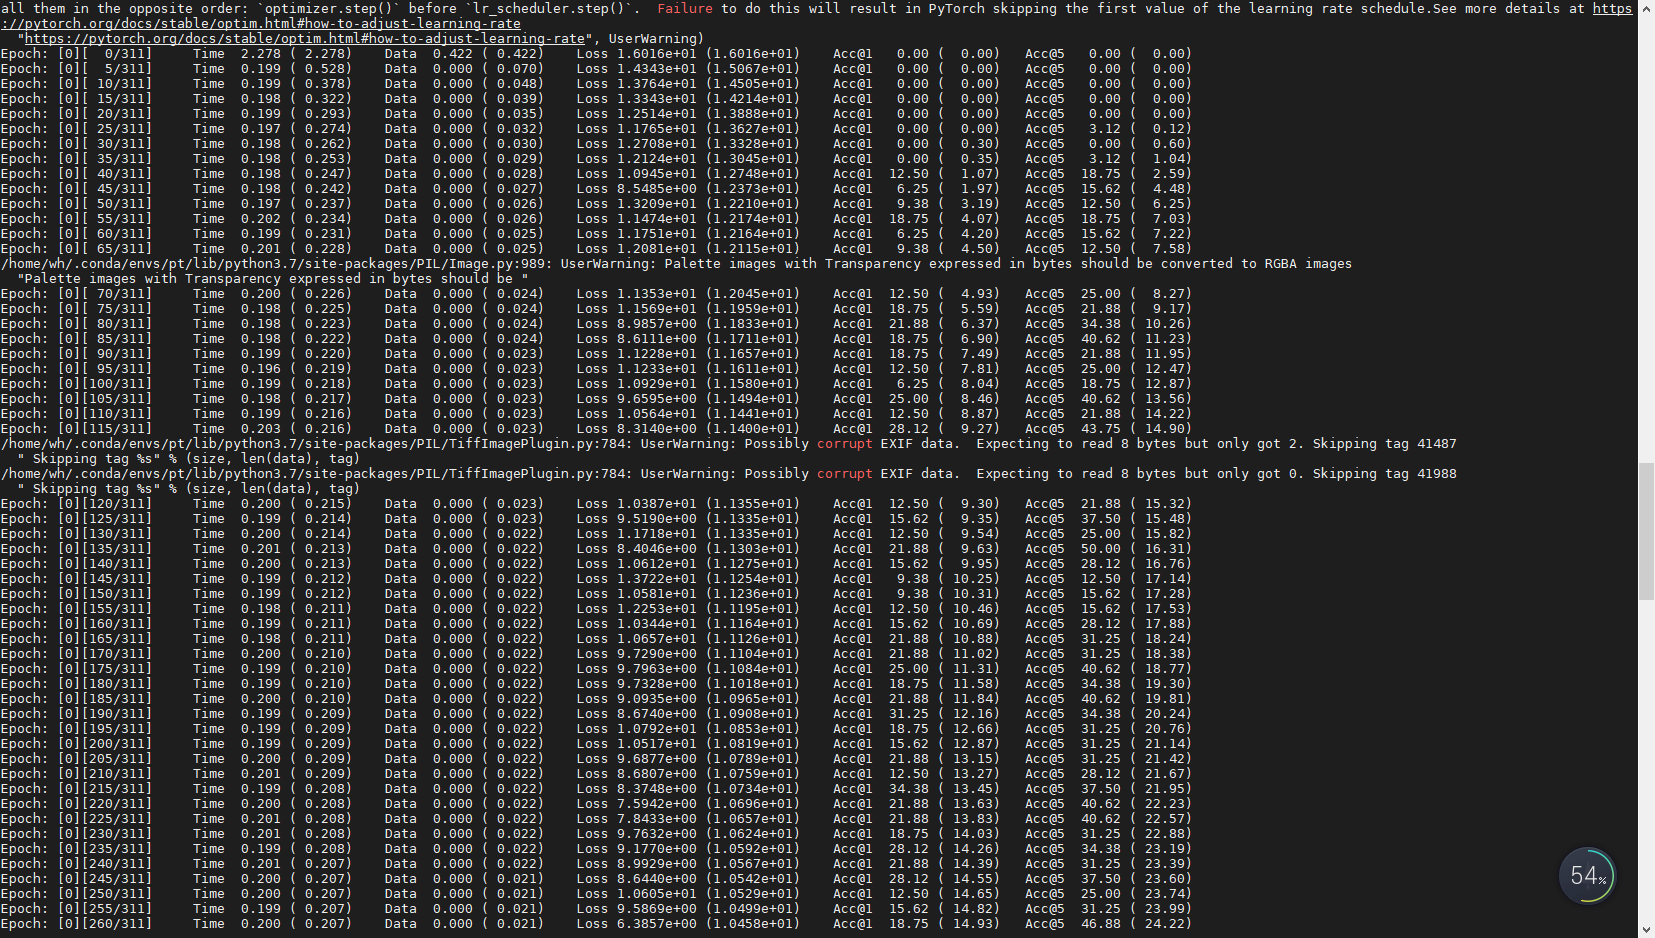 all them in the opposite order: `optimizer.step()` before `lr_scheduler.step()`.  Failure to do this will result in PyTorch skipping the first value of the learning rate schedule.See more details at https
://pytorch.org/docs/stable/optim.html#how-to-adjust-learning-rate
  "https://pytorch.org/docs/stable/optim.html#how-to-adjust-learning-rate", UserWarning)
Epoch: [0][  0/311]     Time  2.278 ( 2.278)    Data  0.422 ( 0.422)    Loss 1.6016e+01 (1.6016e+01)    Acc@1   0.00 (  0.00)   Acc@5   0.00 (  0.00)
Epoch: [0][  5/311]     Time  0.199 ( 0.528)    Data  0.000 ( 0.070)    Loss 1.4343e+01 (1.5067e+01)    Acc@1   0.00 (  0.00)   Acc@5   0.00 (  0.00)
Epoch: [0][ 10/311]     Time  0.199 ( 0.378)    Data  0.000 ( 0.048)    Loss 1.3764e+01 (1.4505e+01)    Acc@1   0.00 (  0.00)   Acc@5   0.00 (  0.00)
Epoch: [0][ 15/311]     Time  0.198 ( 0.322)    Data  0.000 ( 0.039)    Loss 1.3343e+01 (1.4214e+01)    Acc@1   0.00 (  0.00)   Acc@5   0.00 (  0.00)
Epoch: [0][ 20/311]     Time  0.199 ( 0.293)    Data  0.000 ( 0.035)    Loss 1.2514e+01 (1.3888e+01)    Acc@1   0.00 (  0.00)   Acc@5   0.00 (  0.00)
Epoch: [0][ 25/311]     Time  0.197 ( 0.274)    Data  0.000 ( 0.032)    Loss 1.1765e+01 (1.3627e+01)    Acc@1   0.00 (  0.00)   Acc@5   3.12 (  0.12)
Epoch: [0][ 30/311]     Time  0.198 ( 0.262)    Data  0.000 ( 0.030)    Loss 1.2708e+01 (1.3328e+01)    Acc@1   0.00 (  0.30)   Acc@5   0.00 (  0.60)
Epoch: [0][ 35/311]     Time  0.198 ( 0.253)    Data  0.000 ( 0.029)    Loss 1.2124e+01 (1.3045e+01)    Acc@1   0.00 (  0.35)   Acc@5   3.12 (  1.04)
Epoch: [0][ 40/311]     Time  0.198 ( 0.247)    Data  0.000 ( 0.028)    Loss 1.0945e+01 (1.2748e+01)    Acc@1  12.50 (  1.07)   Acc@5  18.75 (  2.59)
Epoch: [0][ 45/311]     Time  0.198 ( 0.242)    Data  0.000 ( 0.027)    Loss 8.5485e+00 (1.2373e+01)    Acc@1   6.25 (  1.97)   Acc@5  15.62 (  4.48)
Epoch: [0][ 50/311]     Time  0.197 ( 0.237)    Data  0.000 ( 0.026)    Loss 1.3209e+01 (1.2210e+01)    Acc@1   9.38 (  3.19)   Acc@5  12.50 (  6.25)
Epoch: [0][ 55/311]     Time  0.202 ( 0.234)    Data  0.000 ( 0.026)    Loss 1.1474e+01 (1.2174e+01)    Acc@1  18.75 (  4.07)   Acc@5  18.75 (  7.03)
Epoch: [0][ 60/311]     Time  0.199 ( 0.231)    Data  0.000 ( 0.025)    Loss 1.1751e+01 (1.2164e+01)    Acc@1   6.25 (  4.20)   Acc@5  15.62 (  7.22)
Epoch: [0][ 65/311]     Time  0.201 ( 0.228)    Data  0.000 ( 0.025)    Loss 1.2081e+01 (1.2115e+01)    Acc@1   9.38 (  4.50)   Acc@5  12.50 (  7.58)
/home/wh/.conda/envs/pt/lib/python3.7/site-packages/PIL/Image.py:989: UserWarning: Palette images with Transparency expressed in bytes should be converted to RGBA images
  "Palette images with Transparency expressed in bytes should be "
Epoch: [0][ 70/311]     Time  0.200 ( 0.226)    Data  0.000 ( 0.024)    Loss 1.1353e+01 (1.2045e+01)    Acc@1  12.50 (  4.93)   Acc@5  25.00 (  8.27)
Epoch: [0][ 75/311]     Time  0.198 ( 0.225)    Data  0.000 ( 0.024)    Loss 1.1569e+01 (1.1959e+01)    Acc@1  18.75 (  5.59)   Acc@5  21.88 (  9.17)
Epoch: [0][ 80/311]     Time  0.198 ( 0.223)    Data  0.000 ( 0.024)    Loss 8.9857e+00 (1.1833e+01)    Acc@1  21.88 (  6.37)   Acc@5  34.38 ( 10.26)
Epoch: [0][ 85/311]     Time  0.198 ( 0.222)    Data  0.000 ( 0.024)    Loss 8.6111e+00 (1.1711e+01)    Acc@1  18.75 (  6.90)   Acc@5  40.62 ( 11.23)
Epoch: [0][ 90/311]     Time  0.199 ( 0.220)    Data  0.000 ( 0.023)    Loss 1.1228e+01 (1.1657e+01)    Acc@1  18.75 (  7.49)   Acc@5  21.88 ( 11.95)
Epoch: [0][ 95/311]     Time  0.196 ( 0.219)    Data  0.000 ( 0.023)    Loss 1.1233e+01 (1.1611e+01)    Acc@1  12.50 (  7.81)   Acc@5  25.00 ( 12.47)
Epoch: [0][100/311]     Time  0.199 ( 0.218)    Data  0.000 ( 0.023)    Loss 1.0929e+01 (1.1580e+01)    Acc@1   6.25 (  8.04)   Acc@5  18.75 ( 12.87)
Epoch: [0][105/311]     Time  0.198 ( 0.217)    Data  0.000 ( 0.023)    Loss 9.6595e+00 (1.1494e+01)    Acc@1  25.00 (  8.46)   Acc@5  40.62 ( 13.56)
Epoch: [0][110/311]     Time  0.199 ( 0.216)    Data  0.000 ( 0.023)    Loss 1.0564e+01 (1.1441e+01)    Acc@1  12.50 (  8.87)   Acc@5  21.88 ( 14.22)
Epoch: [0][115/311]     Time  0.203 ( 0.216)    Data  0.000 ( 0.023)    Loss 8.3140e+00 (1.1400e+01)    Acc@1  28.12 (  9.27)   Acc@5  43.75 ( 14.90)
/home/wh/.conda/envs/pt/lib/python3.7/site-packages/PIL/TiffImagePlugin.py:784: UserWarning: Possibly corrupt EXIF data.  Expecting to read 8 bytes but only got 2. Skipping tag 41487
  " Skipping tag %s" % (size, len(data), tag)
/home/wh/.conda/envs/pt/lib/python3.7/site-packages/PIL/TiffImagePlugin.py:784: UserWarning: Possibly corrupt EXIF data.  Expecting to read 8 bytes but only got 0. Skipping tag 41988
  " Skipping tag %s" % (size, len(data), tag)
Epoch: [0][120/311]     Time  0.200 ( 0.215)    Data  0.000 ( 0.023)    Loss 1.0387e+01 (1.1355e+01)    Acc@1  12.50 (  9.30)   Acc@5  21.88 ( 15.32)
Epoch: [0][125/311]     Time  0.199 ( 0.214)    Data  0.000 ( 0.023)    Loss 9.5190e+00 (1.1335e+01)    Acc@1  15.62 (  9.35)   Acc@5  37.50 ( 15.48)
Epoch: [0][130/311]     Time  0.200 ( 0.214)    Data  0.000 ( 0.022)    Loss 1.1718e+01 (1.1335e+01)    Acc@1  12.50 (  9.54)   Acc@5  25.00 ( 15.82)
Epoch: [0][135/311]     Time  0.201 ( 0.213)    Data  0.000 ( 0.022)    Loss 8.4046e+00 (1.1303e+01)    Acc@1  21.88 (  9.63)   Acc@5  50.00 ( 16.31)
Epoch: [0][140/311]     Time  0.200 ( 0.213)    Data  0.000 ( 0.022)    Loss 1.0612e+01 (1.1275e+01)    Acc@1  15.62 (  9.95)   Acc@5  28.12 ( 16.76)
Epoch: [0][145/311]     Time  0.199 ( 0.212)    Data  0.000 ( 0.022)    Loss 1.3722e+01 (1.1254e+01)    Acc@1   9.38 ( 10.25)   Acc@5  12.50 ( 17.14)
Epoch: [0][150/311]     Time  0.199 ( 0.212)    Data  0.000 ( 0.022)    Loss 1.0581e+01 (1.1236e+01)    Acc@1   9.38 ( 10.31)   Acc@5  15.62 ( 17.28)
Epoch: [0][155/311]     Time  0.198 ( 0.211)    Data  0.000 ( 0.022)    Loss 1.2253e+01 (1.1195e+01)    Acc@1  12.50 ( 10.46)   Acc@5  15.62 ( 17.53)
Epoch: [0][160/311]     Time  0.199 ( 0.211)    Data  0.000 ( 0.022)    Loss 1.0344e+01 (1.1164e+01)    Acc@1  15.62 ( 10.69)   Acc@5  28.12 ( 17.88)
Epoch: [0][165/311]     Time  0.198 ( 0.211)    Data  0.000 ( 0.022)    Loss 1.0657e+01 (1.1126e+01)    Acc@1  21.88 ( 10.88)   Acc@5  31.25 ( 18.24)
Epoch: [0][170/311]     Time  0.200 ( 0.210)    Data  0.000 ( 0.022)    Loss 9.7290e+00 (1.1104e+01)    Acc@1  21.88 ( 11.02)   Acc@5  31.25 ( 18.38)
Epoch: [0][175/311]     Time  0.199 ( 0.210)    Data  0.000 ( 0.022)    Loss 9.7963e+00 (1.1084e+01)    Acc@1  25.00 ( 11.31)   Acc@5  40.62 ( 18.77)
Epoch: [0][180/311]     Time  0.199 ( 0.210)    Data  0.000 ( 0.022)    Loss 9.7328e+00 (1.1018e+01)    Acc@1  18.75 ( 11.58)   Acc@5  34.38 ( 19.30)
Epoch: [0][185/311]     Time  0.200 ( 0.210)    Data  0.000 ( 0.022)    Loss 9.0935e+00 (1.0965e+01)    Acc@1  21.88 ( 11.84)   Acc@5  40.62 ( 19.81)
Epoch: [0][190/311]     Time  0.199 ( 0.209)    Data  0.000 ( 0.022)    Loss 8.6740e+00 (1.0908e+01)    Acc@1  31.25 ( 12.16)   Acc@5  34.38 ( 20.24)
Epoch: [0][195/311]     Time  0.199 ( 0.209)    Data  0.000 ( 0.022)    Loss 1.0792e+01 (1.0853e+01)    Acc@1  18.75 ( 12.66)   Acc@5  31.25 ( 20.76)
Epoch: [0][200/311]     Time  0.199 ( 0.209)    Data  0.000 ( 0.022)    Loss 1.0517e+01 (1.0819e+01)    Acc@1  15.62 ( 12.87)   Acc@5  31.25 ( 21.14)
Epoch: [0][205/311]     Time  0.200 ( 0.209)    Data  0.000 ( 0.022)    Loss 9.6877e+00 (1.0789e+01)    Acc@1  21.88 ( 13.15)   Acc@5  31.25 ( 21.42)
Epoch: [0][210/311]     Time  0.201 ( 0.209)    Data  0.000 ( 0.022)    Loss 8.6807e+00 (1.0759e+01)    Acc@1  12.50 ( 13.27)   Acc@5  28.12 ( 21.67)
Epoch: [0][215/311]     Time  0.199 ( 0.208)    Data  0.000 ( 0.022)    Loss 8.3748e+00 (1.0734e+01)    Acc@1  34.38 ( 13.45)   Acc@5  37.50 ( 21.95)
Epoch: [0][220/311]     Time  0.200 ( 0.208)    Data  0.000 ( 0.022)    Loss 7.5942e+00 (1.0696e+01)    Acc@1  21.88 ( 13.63)   Acc@5  40.62 ( 22.23)
Epoch: [0][225/311]     Time  0.201 ( 0.208)    Data  0.000 ( 0.022)    Loss 7.8433e+00 (1.0657e+01)    Acc@1  21.88 ( 13.83)   Acc@5  40.62 ( 22.57)
Epoch: [0][230/311]     Time  0.201 ( 0.208)    Data  0.000 ( 0.022)    Loss 9.7632e+00 (1.0624e+01)    Acc@1  18.75 ( 14.03)   Acc@5  31.25 ( 22.88)
Epoch: [0][235/311]     Time  0.199 ( 0.208)    Data  0.000 ( 0.022)    Loss 9.1770e+00 (1.0592e+01)    Acc@1  28.12 ( 14.26)   Acc@5  34.38 ( 23.19)
Epoch: [0][240/311]     Time  0.201 ( 0.207)    Data  0.000 ( 0.022)    Loss 8.9929e+00 (1.0567e+01)    Acc@1  21.88 ( 14.39)   Acc@5  31.25 ( 23.39)
Epoch: [0][245/311]     Time  0.200 ( 0.207)    Data  0.000 ( 0.021)    Loss 8.6440e+00 (1.0542e+01)    Acc@1  28.12 ( 14.55)   Acc@5  37.50 ( 23.60)
Epoch: [0][250/311]     Time  0.200 ( 0.207)    Data  0.000 ( 0.021)    Loss 1.0605e+01 (1.0529e+01)    Acc@1  12.50 ( 14.65)   Acc@5  25.00 ( 23.74)
Epoch: [0][255/311]     Time  0.199 ( 0.207)    Data  0.000 ( 0.021)    Loss 9.5869e+00 (1.0499e+01)    Acc@1  15.62 ( 14.82)   Acc@5  31.25 ( 23.99)
Epoch: [0][260/311]     Time  0.200 ( 0.207)    Data  0.000 ( 0.021)    Loss 6.3857e+00 (1.0458e+01)    Acc@1  18.75 ( 14.93)   Acc@5  46.88 ( 24.22)
54%